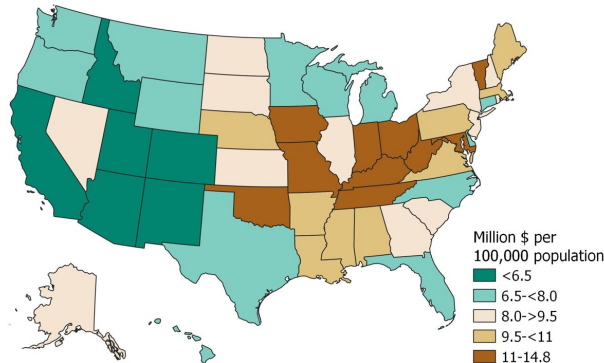 Million $ per
100,000 population
<6.5
6.5-<8.0
8.0->9.5
9.5-<11
11-14.8